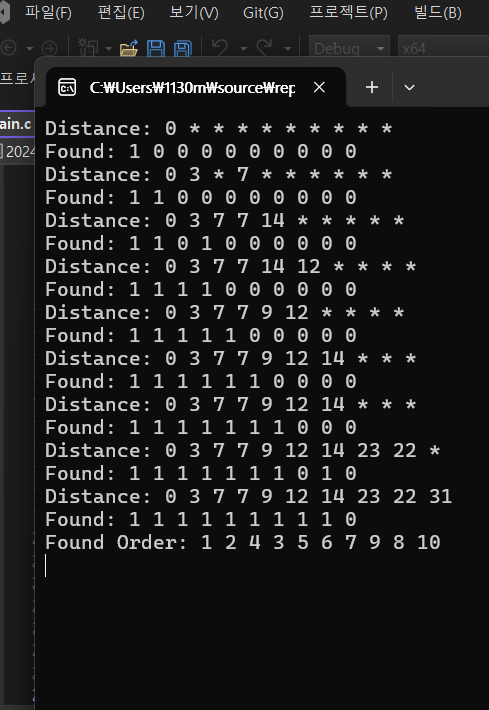 파일(F) 편집(E) 보기(V) Git(G) 프로젝트(P) 빌드(B)
Debug x64
프로세
C:₩Users₩1130m₩source₩rep
ain.c
2024
Distance: 0 * * * * * * * * *
Found: 1 0 0 0 0 0 0 0 0 0
Distance: 0 3 * 7 * * * * * *
Found: 1 1 0 0 0 0 0 0 0 0
Distance: 0 3 7 7 14 * * * * *
Found: 1 1 0 1 0 0 0 0 0 0
Distance: 0 3 7 7 14 12 * * * *
Found: 1 1 1 1 0 0 0 0 0 0
Distance: 0 3 7 7 9 12 * * * *
Found: 1 1 1 1 1 0 0 0 0 0
Distance: 0 3 7 7 9 12 14 * * *
Found: 1 1 1 1 1 1 0 0 0 0
Distance: 0 3 7 7 9 12 14 * * *
Found: 1 1 1 1 1 1 1 0 0 0
Distance: 0 3 7 7 9 12 14 23 22 *
Found: 1 1 1 1 1 1 1 0 1 0
Distance: 0 3 7 7 9 12 14 23 22 31
Found: 1 1 1 1 1 1 1 1 1 0
Found Order: 1 2 4 3 5 6 7 9 8 10